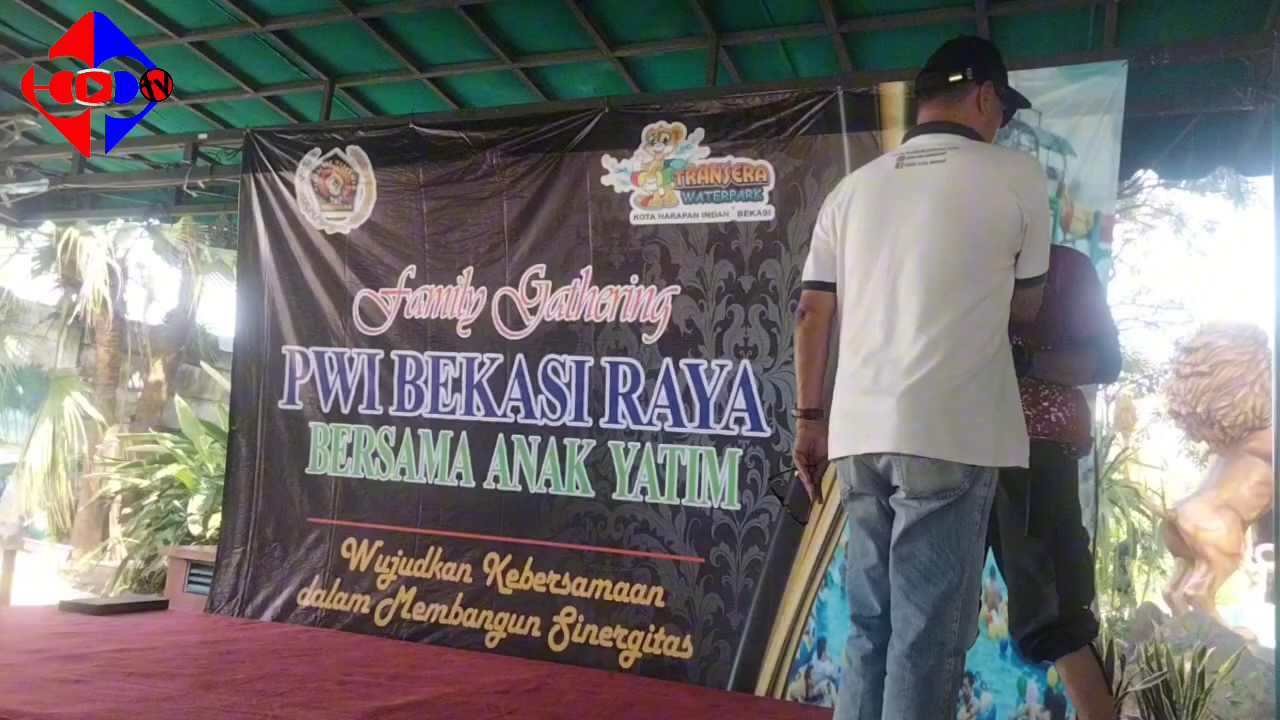 TRANSERA
WATERPARK
KOTA HARAPAN INDAH BEKASI
Family Gathering
PWI BEKASI RAYA
BERSAMA ANAK YATIM
Wujudkan Kebersamaan
dalam Membangun Sinergitas